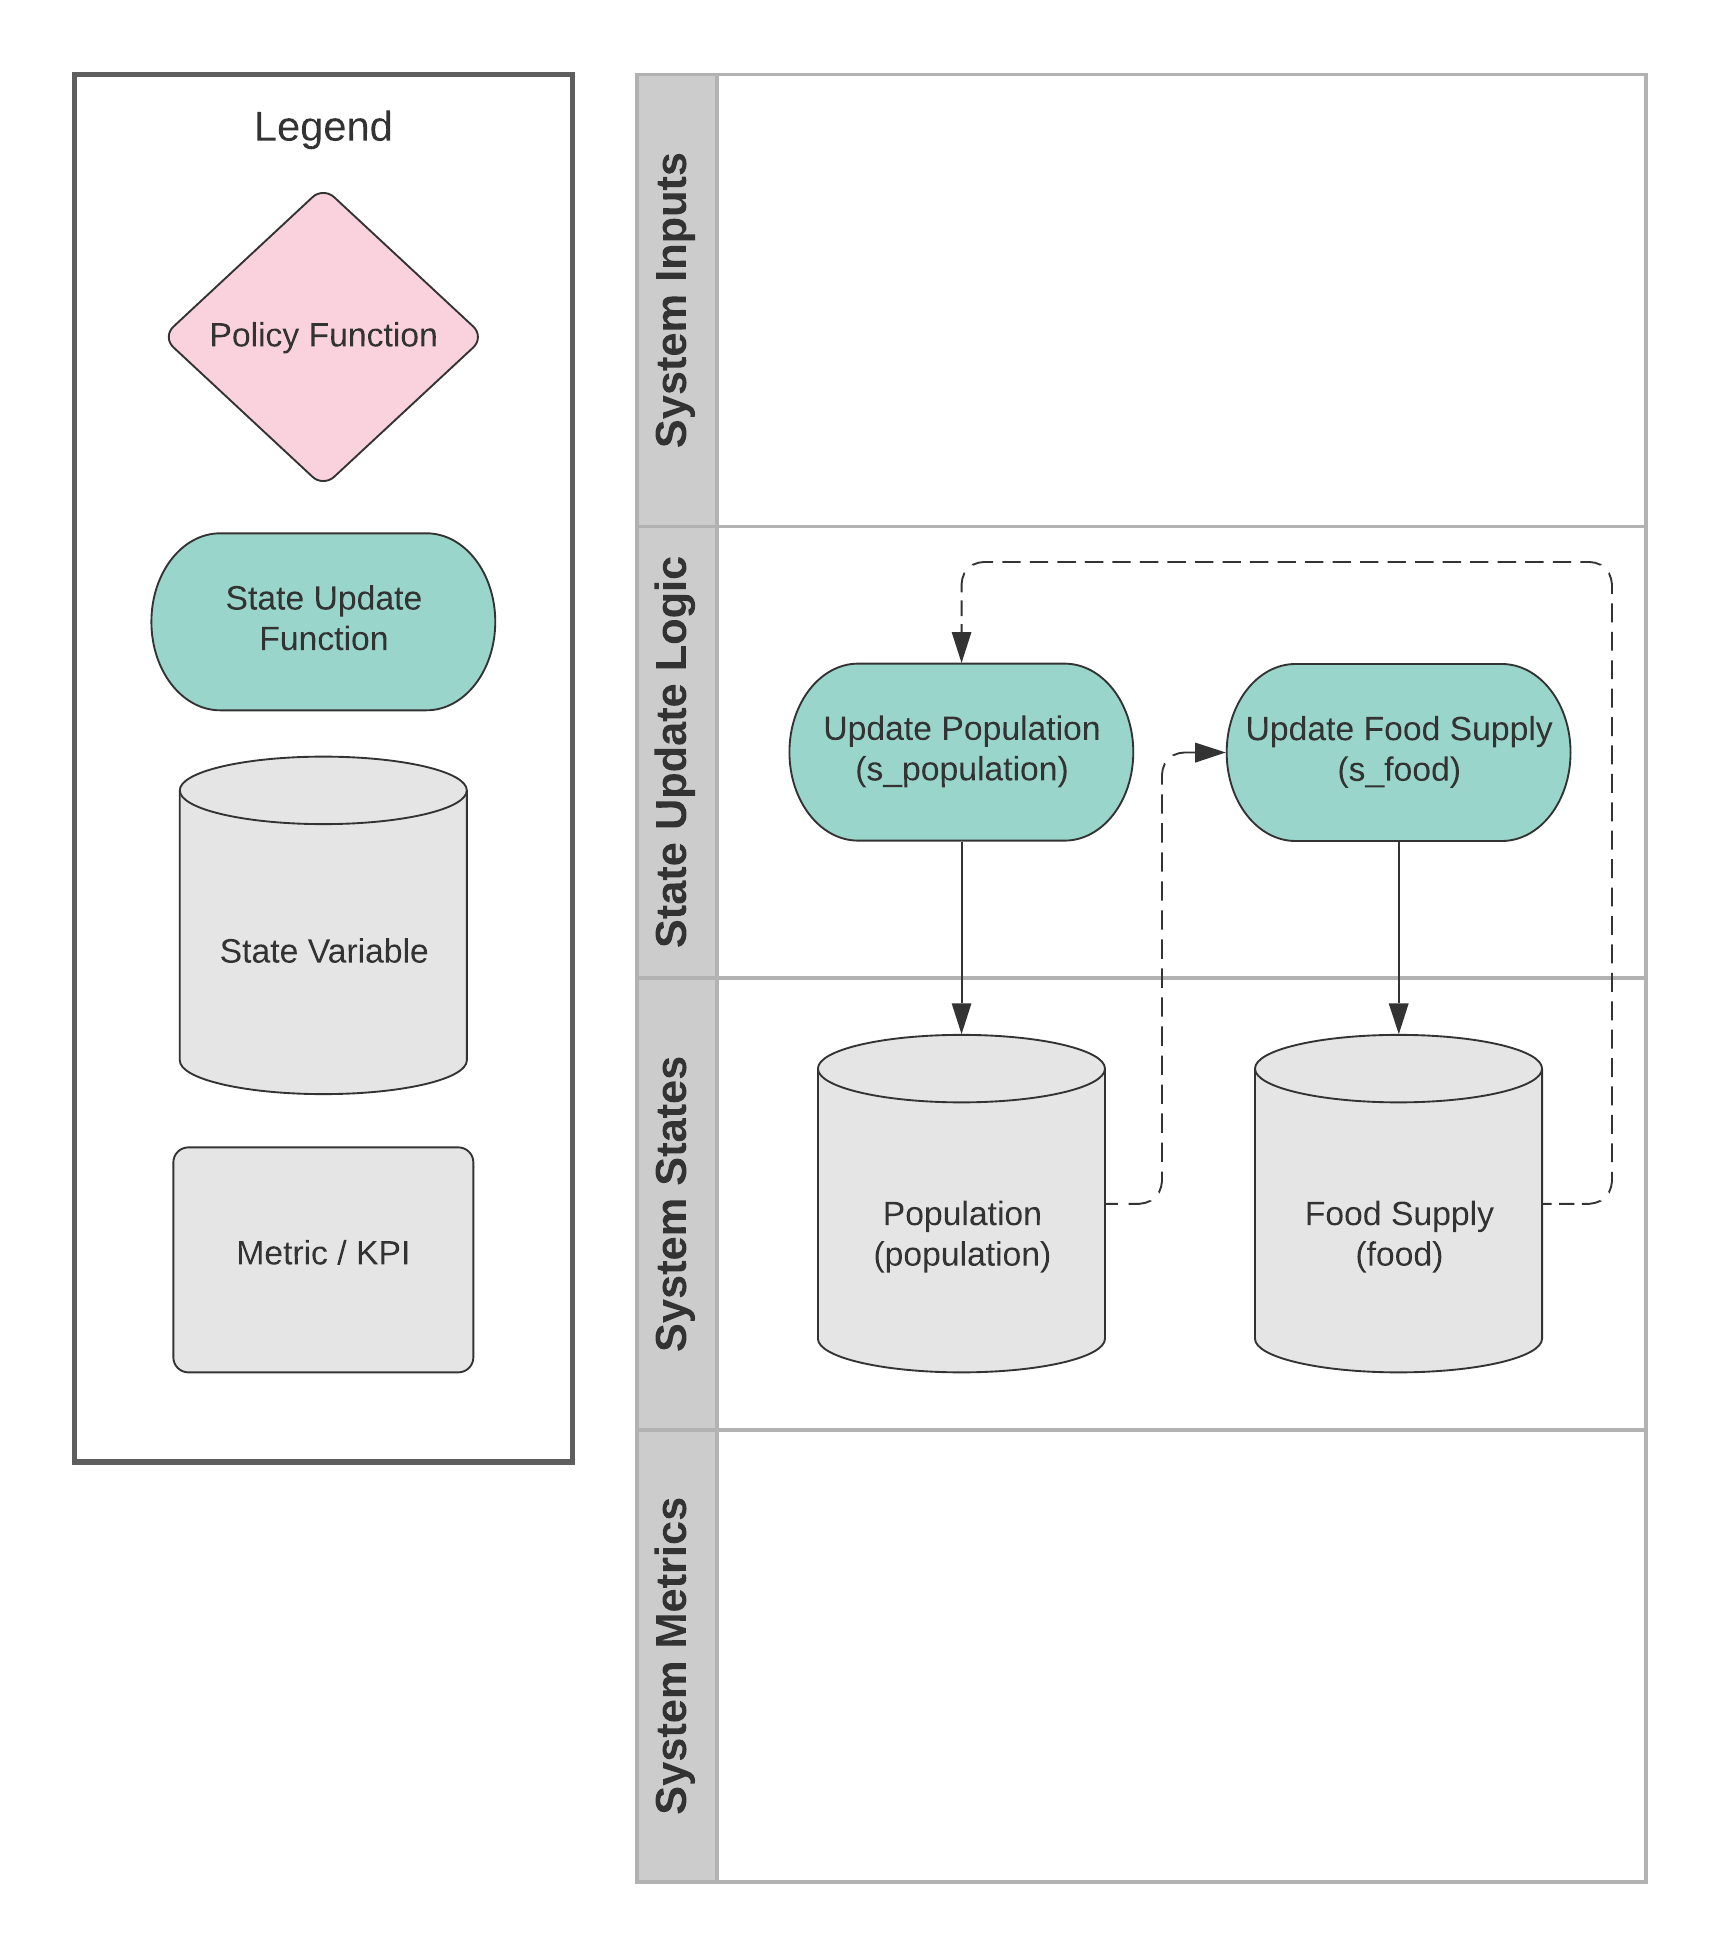 Legend
Policy Function
State Update
Function
State Variable
Metric / KPI
System Inputs
State Update Logic
Update Population
(s_population)
Update Food Supply
(s_food)
System States
Population
(population)
Food Supply
(food)
System Metrics